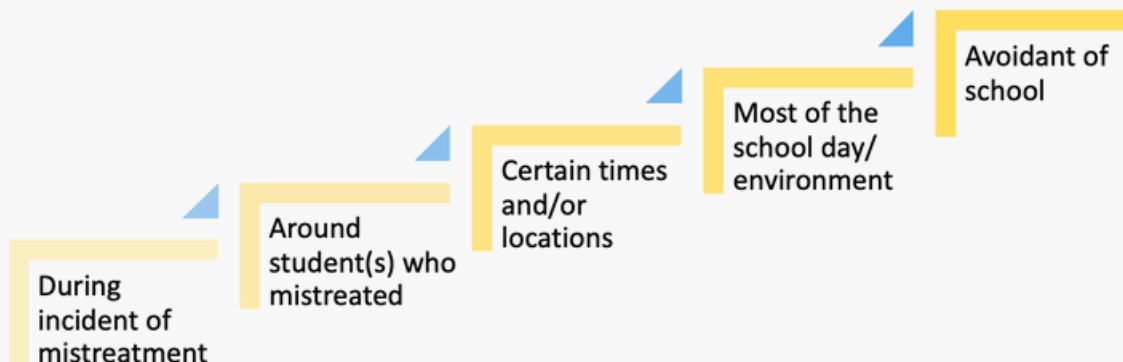 During
incident of
mistreatment
Around
student(s) who
mistreated
Certain times
and/or
locations
Most of the
school day/
environment
Avoidant of
school